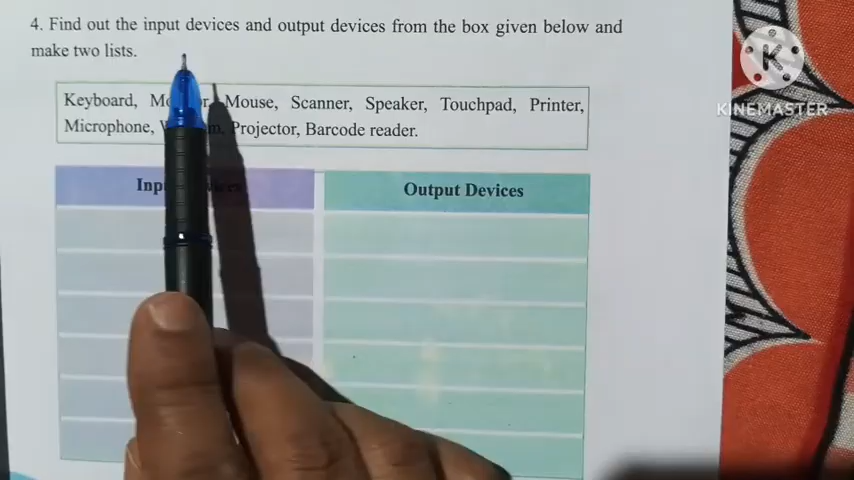 4. Find out the input devices and output devices from the box given below and
make two lists.
Keyboard, Mouse, Scanner, Speaker, Touchpad, Printer,
Microphone, Projector, Barcode reader.
Output Devices
KINEMASTER